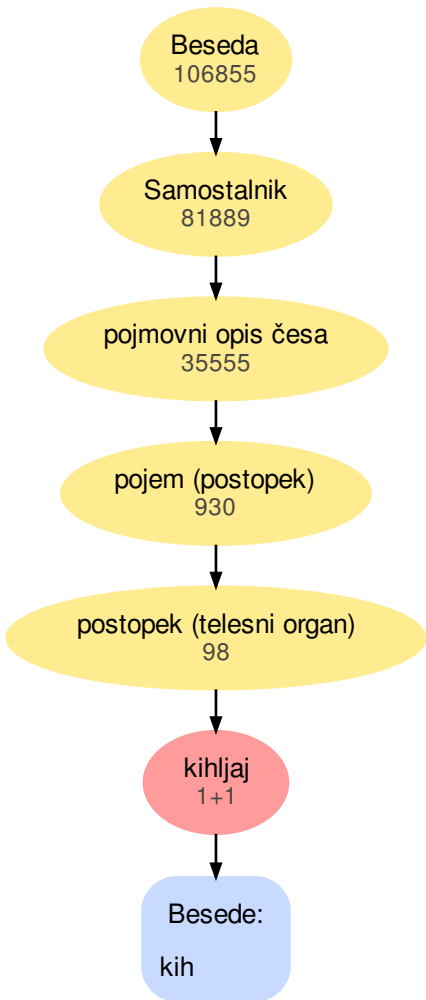 Beseda
106855
Samostalnik
81889
pojmovni opis česa
35555
pojem (postopek)
930
postopek (telesni organ)
98
kihljaj
1+1
Besede:
kih